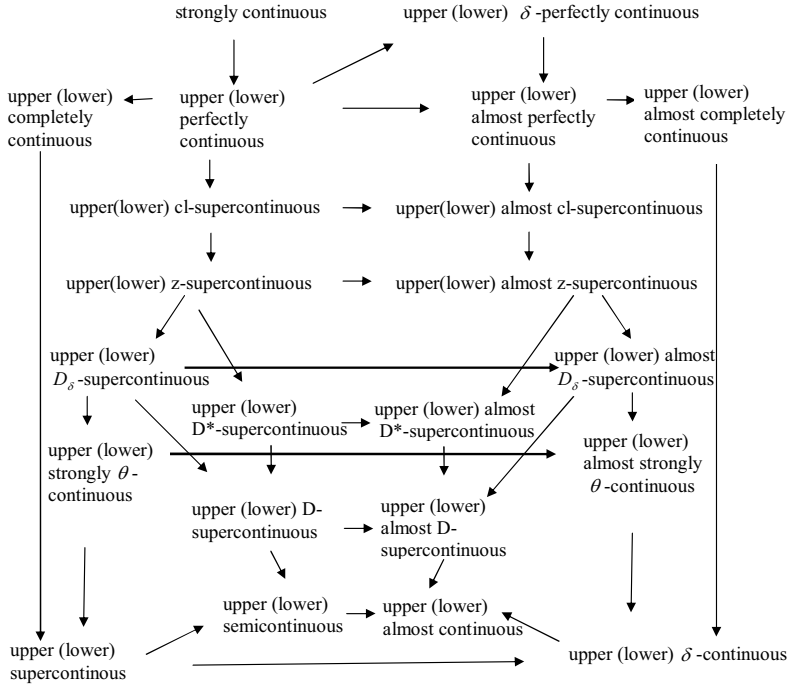 strongly continuous
upper (lower) δ -perfectly continuous
upper (lower)
completely
continuous
upper (lower)
perfectly
continuous
upper (lower)
almost perfectly
continuous
upper (lower)
almost completely
continuous
upper(lower) cl-supercontinuous
upper(lower) almost cl-supercontinuous
upper(lower) z-supercontinuous
upper(lower) almost z-supercontinuous
upper (lower)
D_δ -supercontinuous
upper (lower) almost
D_δ -supercontinuous
upper (lower)
D*-supercontinuous
upper (lower) almost
D*-supercontinuous
upper (lower)
strongly θ -
continuous
upper (lower)
almost strongly
θ -continuous
upper (lower) D-
supercontinuous
upper (lower)
almost D-
supercontinuous
upper (lower)
semicontinuous
upper (lower)
almost continuous
upper (lower)
supercontinous
upper (lower) δ -continuous